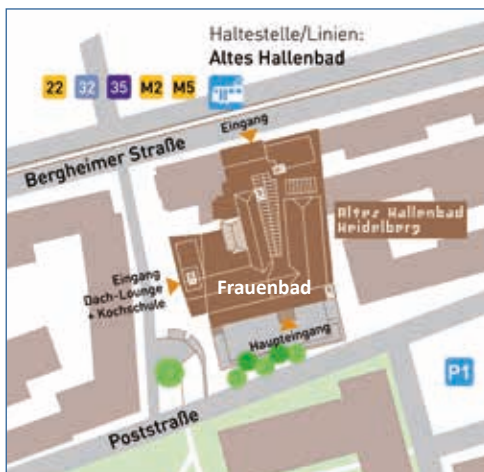 Haltestelle/Linien:
Altes Hallenbad
22 32 35 M2 M5
Eingang
Bergheimer Straße
Altes Hallenbad
Heidelberg
Eingang
Dach-Lounge
+ Kochschule
Frauenbad
Haupteingang
P1
Poststraße